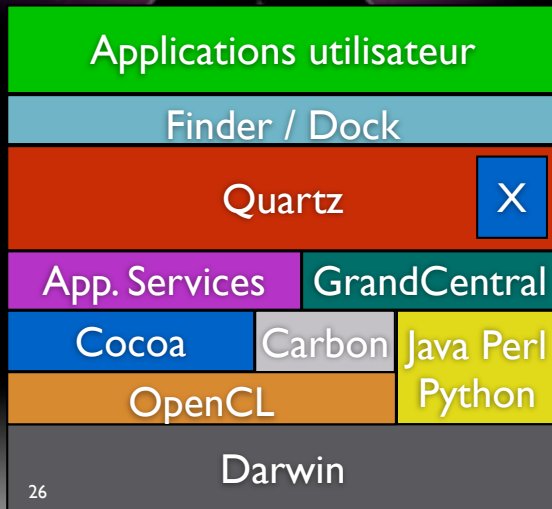 Applications utilisateur
Finder / Dock
Quartz
X
App. Services
GrandCentral
Cocoa
Carbon
Java Perl
Python
OpenCL
Darwin
26